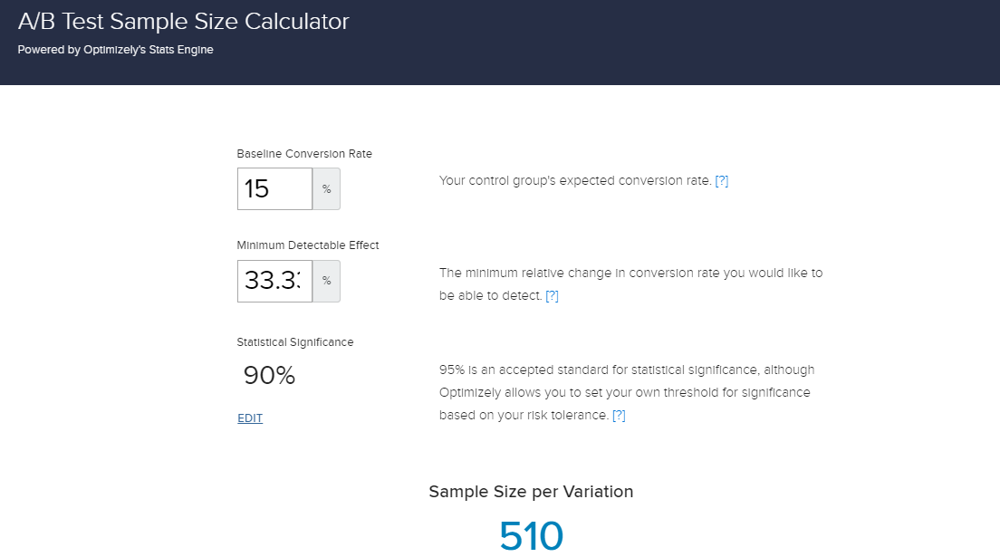 A/B Test Sample Size Calculator
Powered by Optimizely's Stats Engine
Baseline Conversion Rate
15 %
Your control group's expected conversion rate. [?]
Minimum Detectable Effect
33.3 %
The minimum relative change in conversion rate you would like to
be able to detect. [?]
Statistical Significance
90%
95% is an accepted standard for statistical significance, although
Optimizely allows you to set your own threshold for significance
based on your risk tolerance. [?]
EDIT
Sample Size per Variation
510